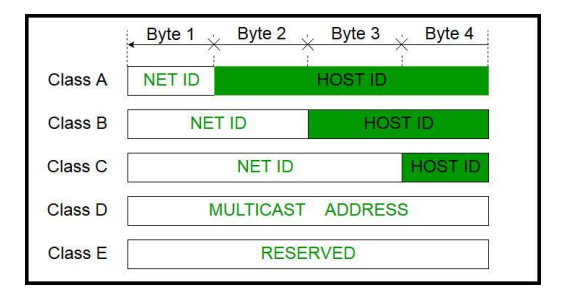 Byte 1 Byte 2 Byte 3 Byte 4
Class A NET ID HOST ID
Class B NET ID HOST ID
Class C NET ID HOST ID
Class D MULTICAST ADDRESS
Class E RESERVED